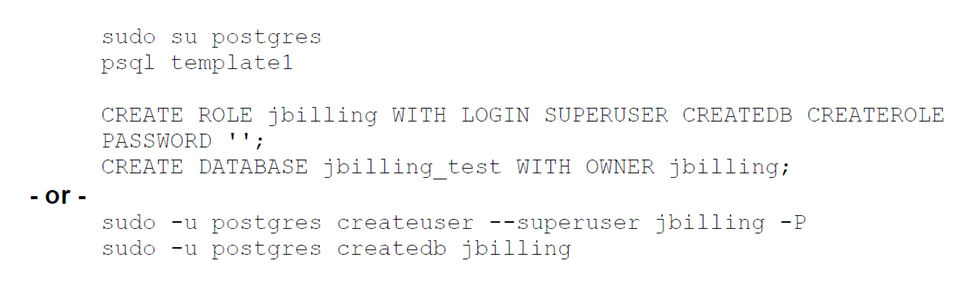 sudo su postgres
psql template1
CREATE ROLE jbilling WITH LOGIN SUPERUSER CREATEDB CREATEROLE
PASSWORD '';
CREATE DATABASE jbilling_test WITH OWNER jbilling;
- or -
sudo -u postgres createuser --superuser jbilling -P
sudo -u postgres createdb jbilling